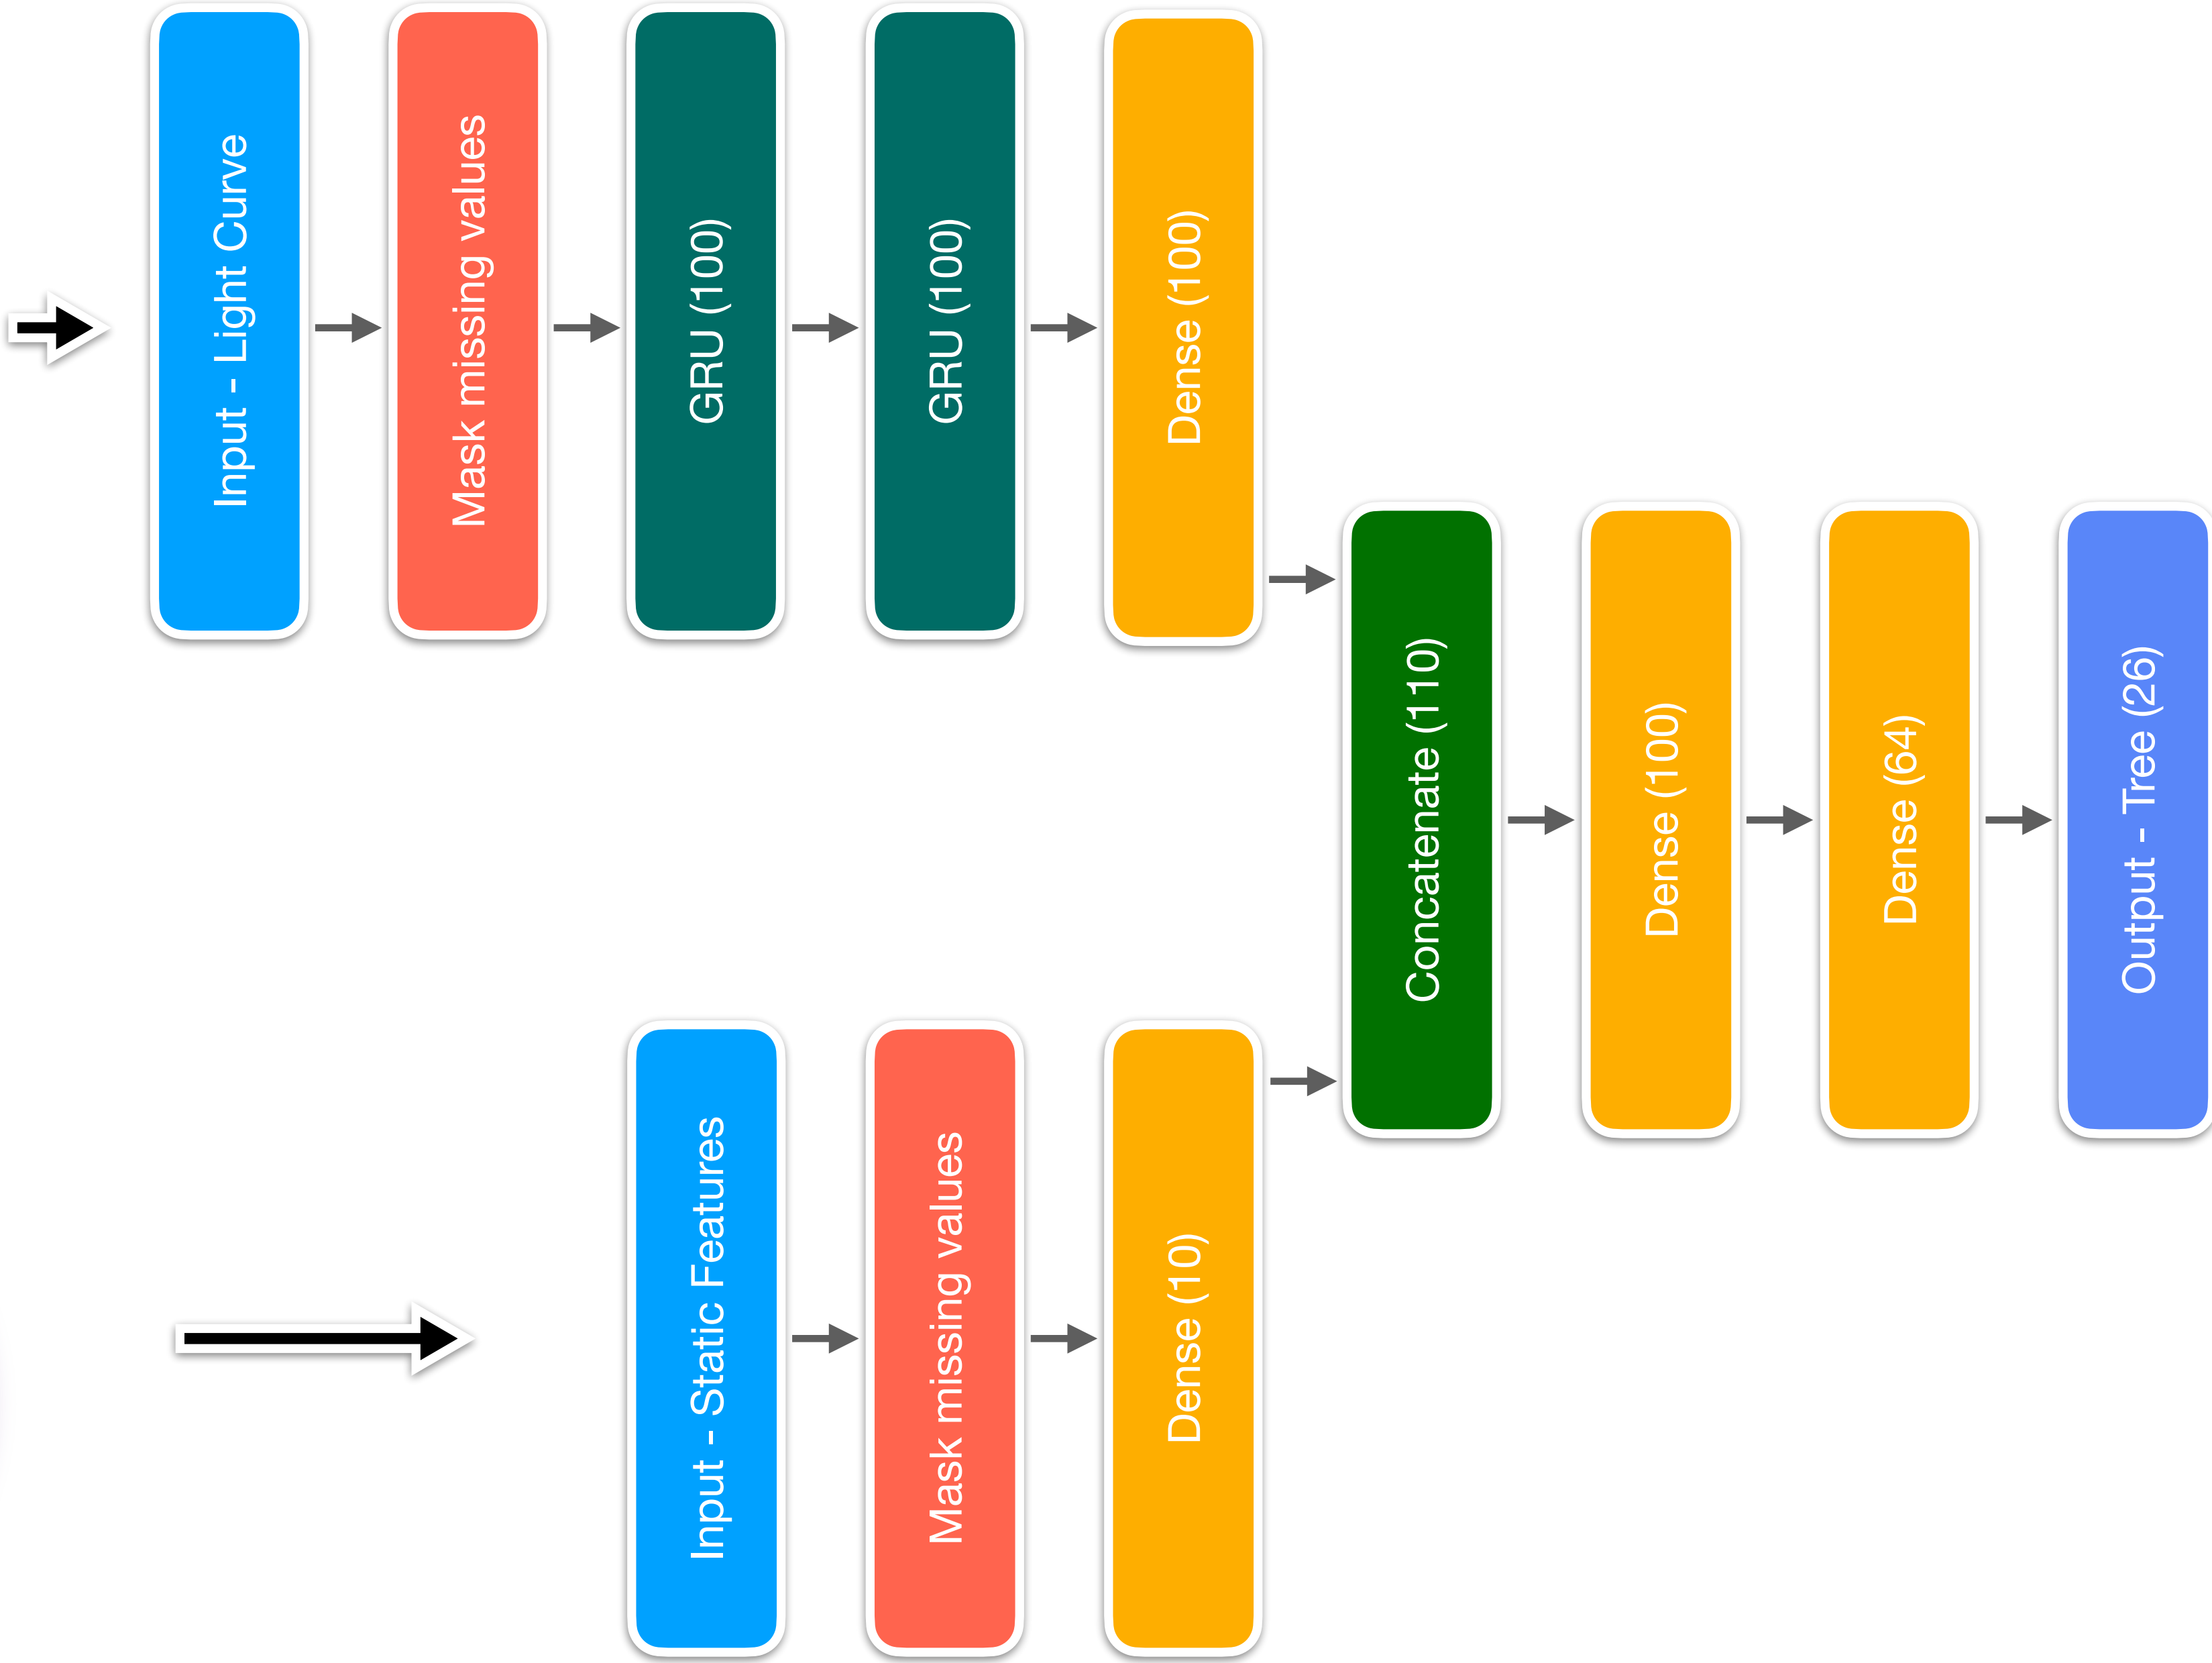 Input - Light Curve
Mask missing values
GRU (100)
GRU (100)
Dense (100)
Input - Static Features
Mask missing values
Dense (10)
Concatenate (110)
Dense (100)
Dense (64)
Output - Tree (26)